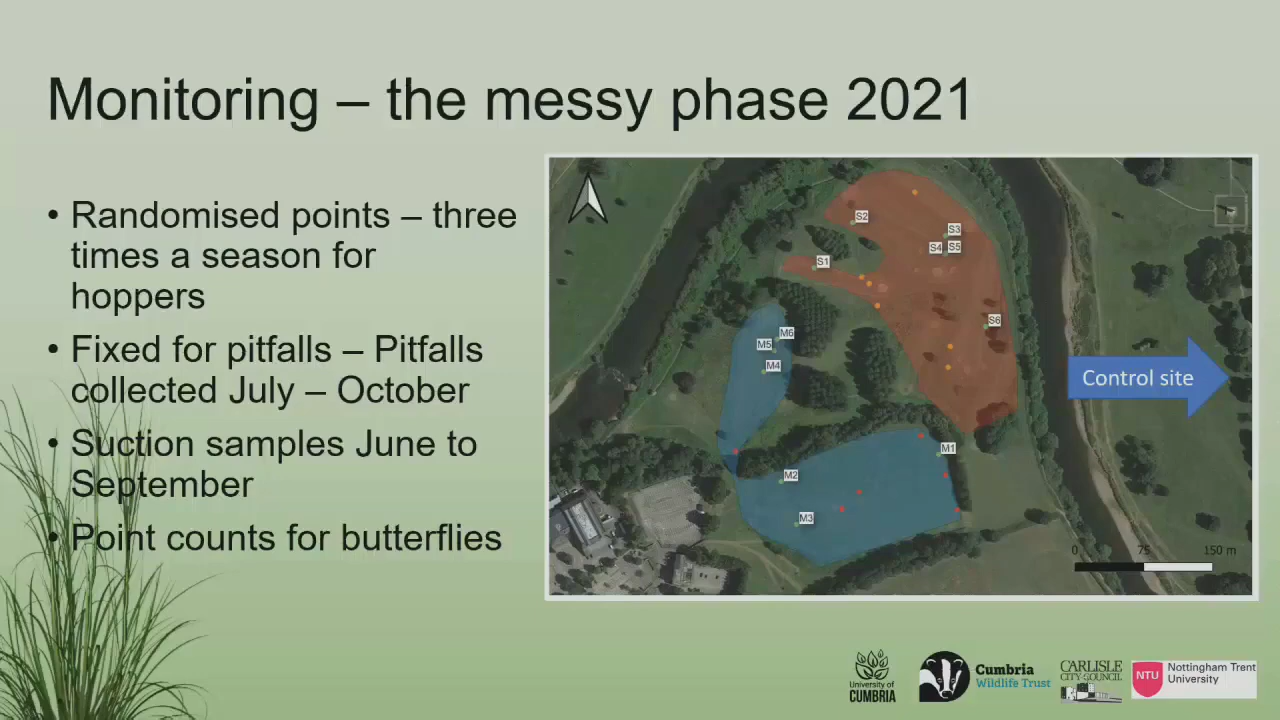 Monitoring – the messy phase 2021
• Randomised points – three
times a season for
hoppers
• Fixed for pitfalls – Pitfalls
collected July – October
• Suction samples June to
September
• Point counts for butterflies
S2
S3
S4
S5
S1
S6
M6
M5
M4
Control site
M1
M2
M3
0 75 150 m
University of
CUMBRIA
Cumbria
Wildlife Trust
CARLISLE
CITY·COUNCIL
NTU
Nottingham Trent
University